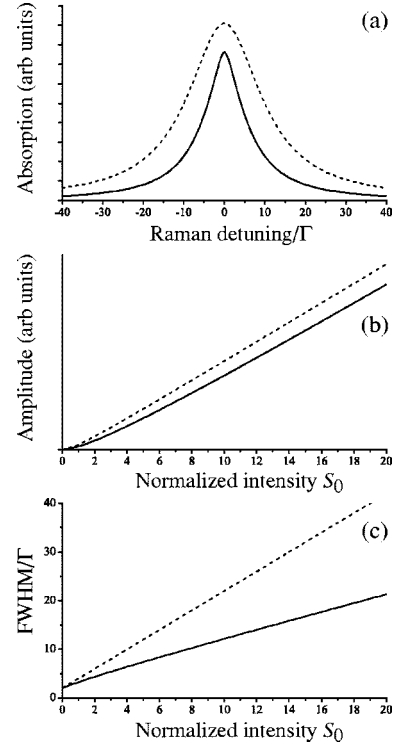 (a)
Absorption (arb units)
-40 -30 -20 -10 0 10 20 30 40
Raman detuning/Γ
(b)
Amplitude (arb units)
0 2 4 6 8 10 12 14 16 18 20
Normalized intensity S₀
(c)
FWHM/Γ
40
30
20
10
0
0 2 4 6 8 10 12 14 16 18 20
Normalized intensity S₀